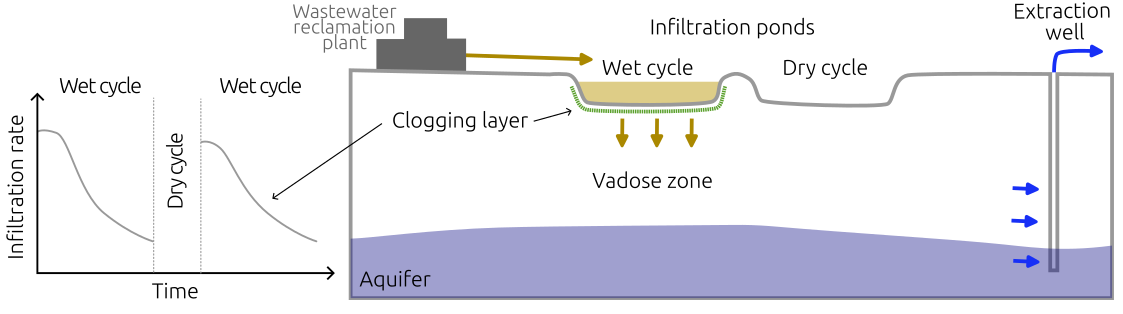 Wet cycle
Wet cycle
Infiltration rate
Dry cycle
Time
Clogging layer
Wastewater
reclamation
plant
Infiltration ponds
Wet cycle
Dry cycle
Extraction
well
Vadose zone
Aquifer